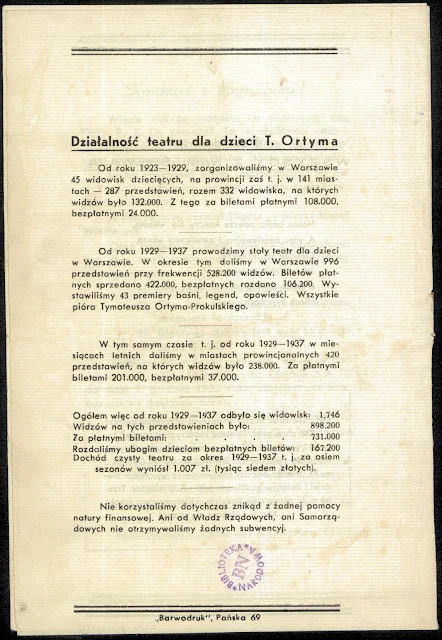 Działalność teatru dla dzieci T. Ortyma
Od roku 1923—1929, zorganizowaliśmy w Warszawie
45 widowisk dziecięcych, na prowincji zaś t. j. w 141 mias-
tach — 287 przedstawień, razem 332 widowiska, na których
widzów było 132.000. Z tego za biletami płatnymi 108.000,
bezpłatnymi 24.000.
Od roku 1929—1937 prowadzimy stały teatr dla dzieci
w Warszawie. W okresie tym daliśmy w Warszawie 996
przedstawień przy frekwencji 528.200 widzów. Biletów płat-
nych sprzedano 422.000, bezpłatnych rozdano 106.200. Wy-
stawiliśmy 43 premiery baśni, legend, opowieści. Wszystkie
pióra Tymoteusza Ortyma-Prokulskiego.
W tym samym czasie t. j. od roku 1929—1937 w mie-
siącach letnich daliśmy w miastach prowincjonalnych 420
przedstawień, na których widzów było 238.000. Za płatnymi
biletami 201.000, bezpłatnymi 37.000.
Ogółem więc od roku 1929—1937 odbyło się widowisk: 1,746
Widzów na tych przedstawieniach było: 898.200
Za płatnymi biletami: . . . . 731.000
Rozdaliśmy ubogim dzieciom bezpłatnych biletów: 167.200
Dochód czysty teatru za okres 1929—1937 t. j. za osiem
sezonów wyniósł 1.007 zł. (tysiąc siedem złotych).
Nie korzystaliśmy dotychczas znikąd z żadnej pomocy
natury finansowej. Ani od Władz Rządowych, ani Samorzą-
dowych nie otrzymywaliśmy żadnych subwencyj.
BIBLIOTEKA NARODOWA
BN
„Barwodruk", Pańska 69